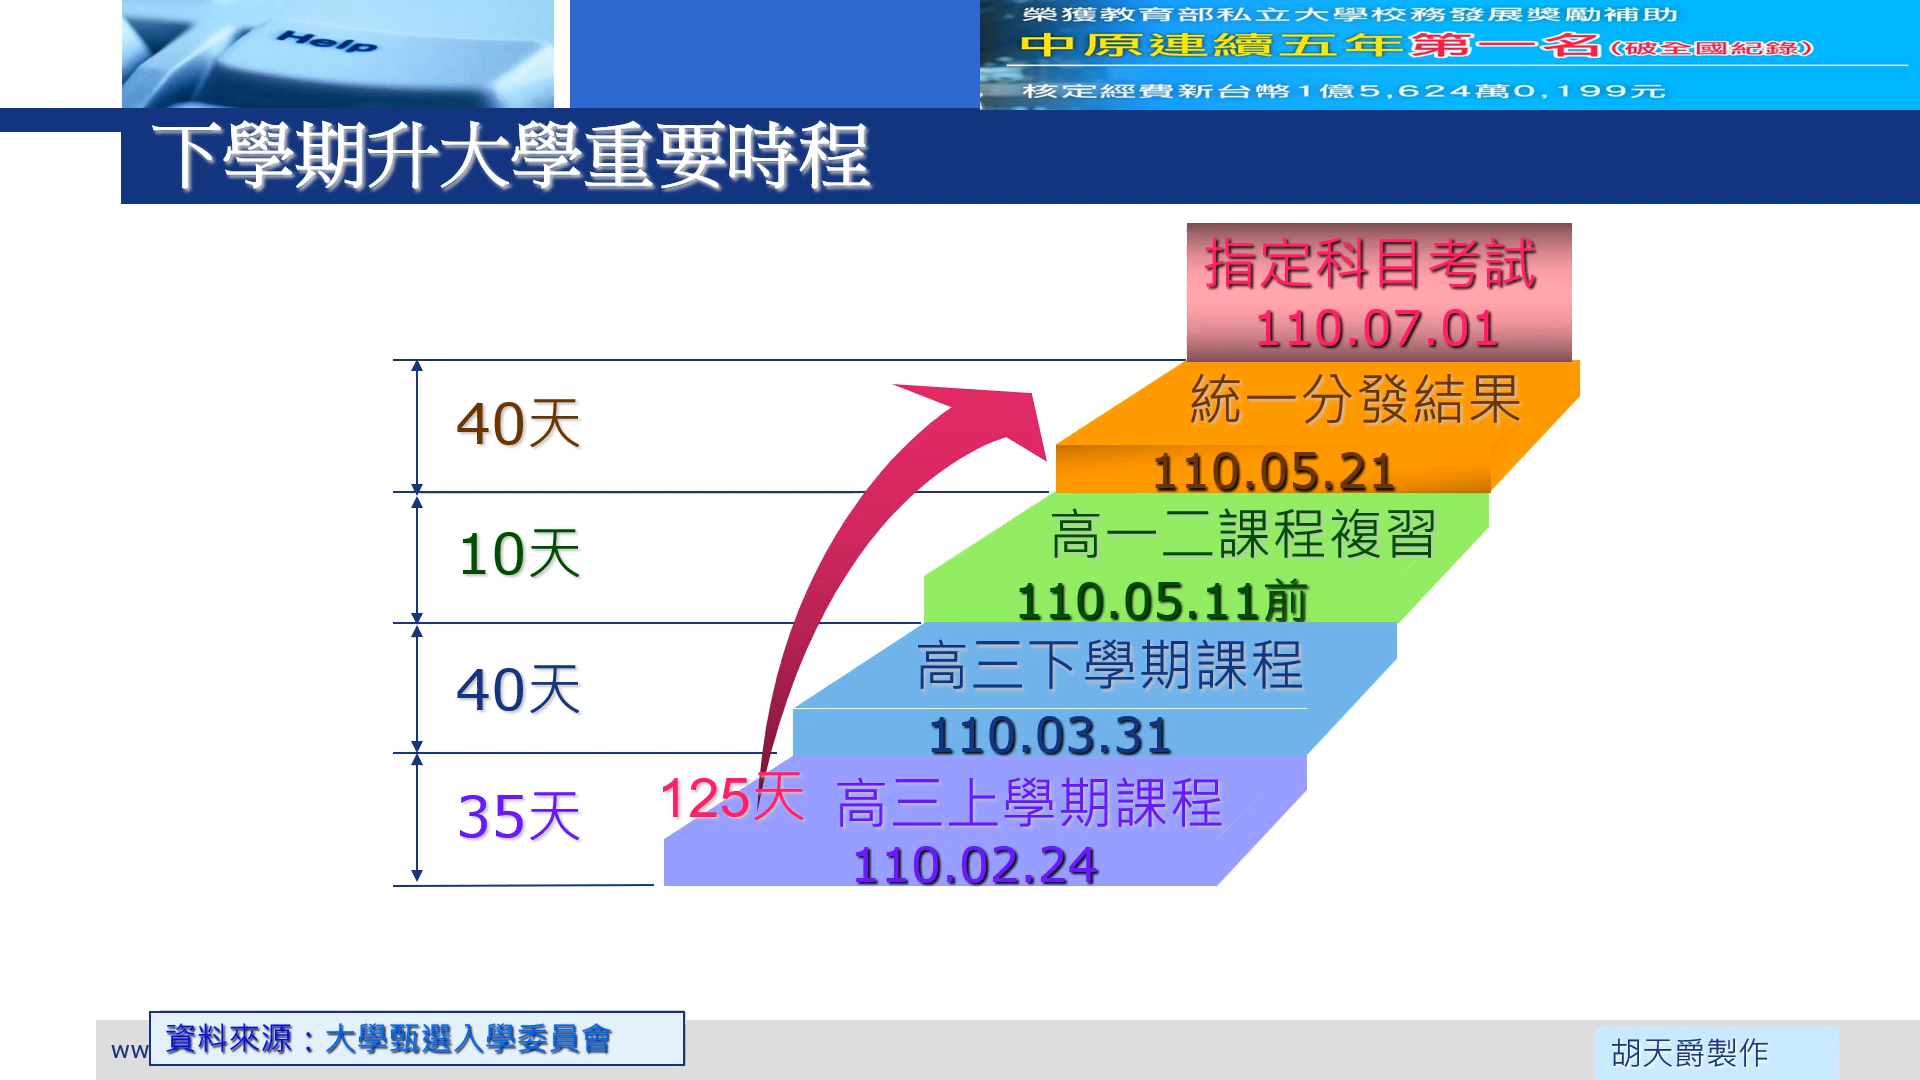 Help
榮獲教育部私立大學校務發展獎勵補助
中原連續五年第一名(破全國紀錄)
核定經費新台幣1億5,624萬0,199元
下學期升大學重要時程
指定科目考試
110.07.01
統一分發結果
40天
110.05.21
高一二課程複習
10天
110.05.11前
高三下學期課程
40天
110.03.31
125天
高三上學期課程
35天
110.02.24
ww
資料來源：大學甄選入學委員會
胡天爵製作